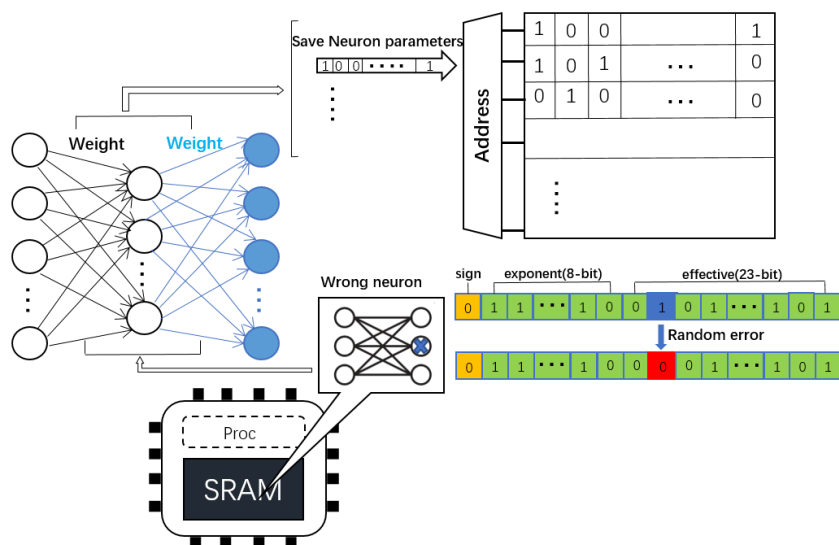 Save Neuron parameters
1 0 0 •••• 1
Weight Weight
Address
1 0 0 1
1 0 1 ••• 0
0 1 0 ••• 0
Wrong neuron
sign exponent(8-bit) effective(23-bit)
0 1 1 ••• 1 0 0 1 0 1 ••• 1 0 1
Random error
0 1 1 ••• 1 0 0 0 0 1 ••• 1 0 1
Proc
SRAM